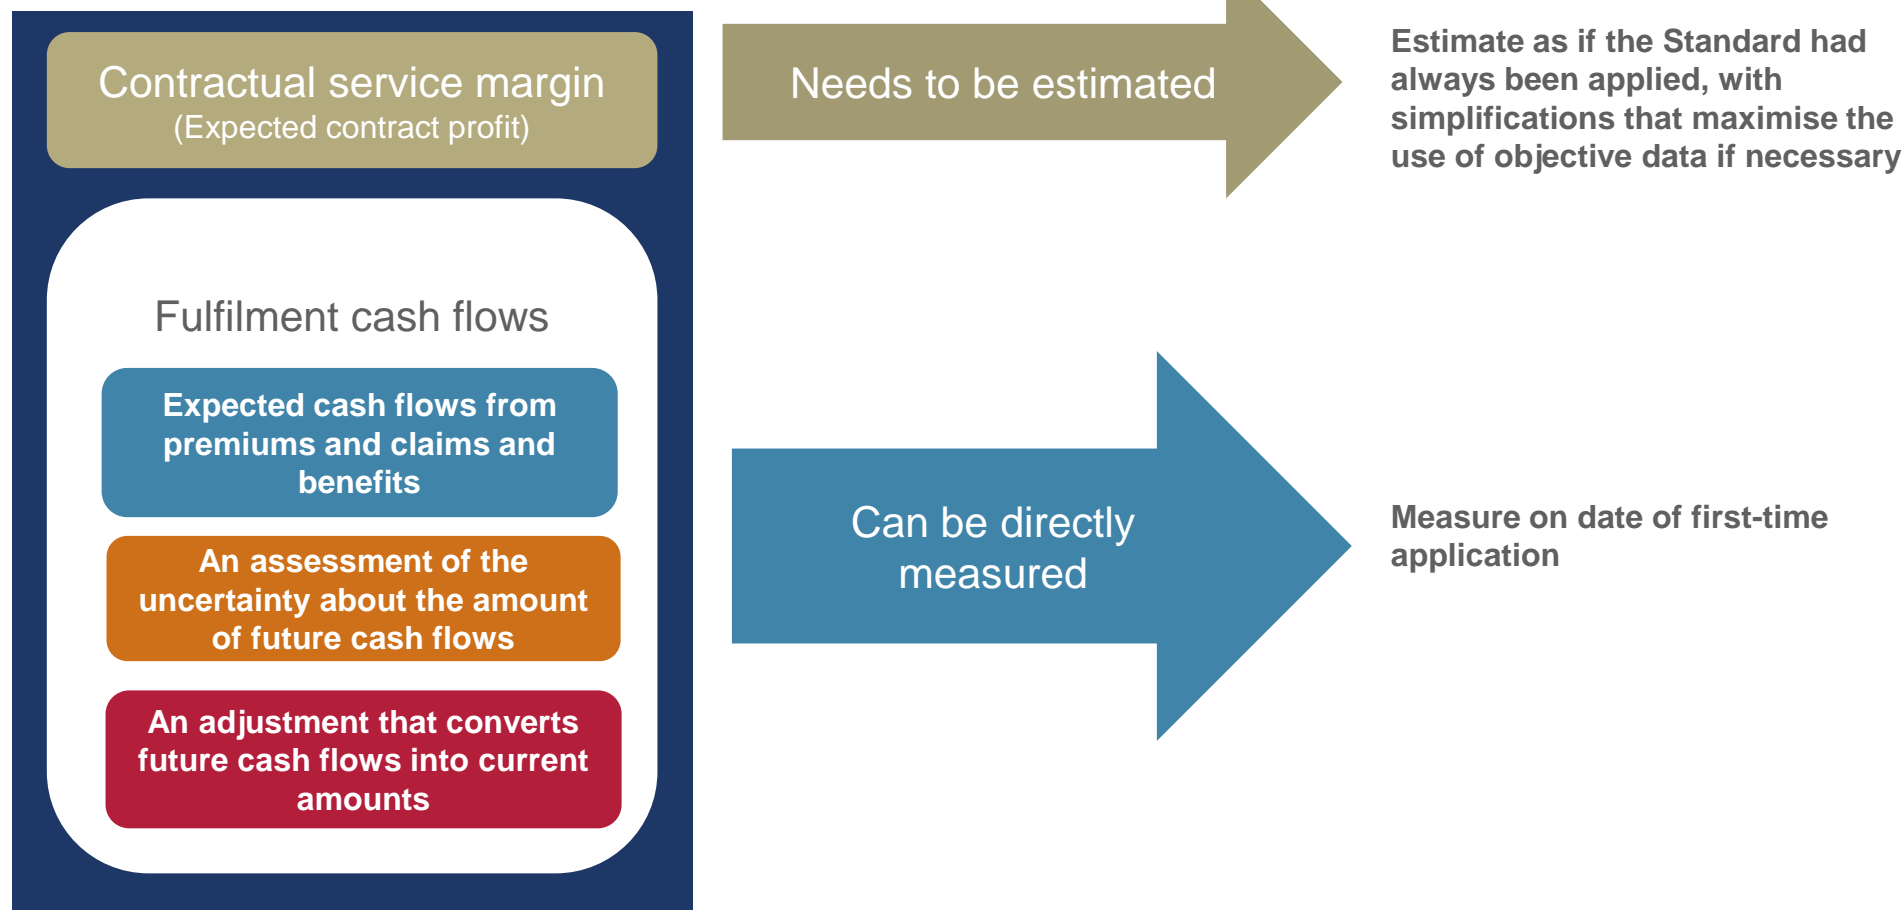 Contractual service margin
(Expected contract profit)
Needs to be estimated
Estimate as if the Standard had
always been applied, with
simplifications that maximise the
use of objective data if necessary
Fulfilment cash flows
Expected cash flows from
premiums and claims and
benefits
An assessment of the
uncertainty about the amount
of future cash flows
An adjustment that converts
future cash flows into current
amounts
Can be directly
measured
Measure on date of first-time
application